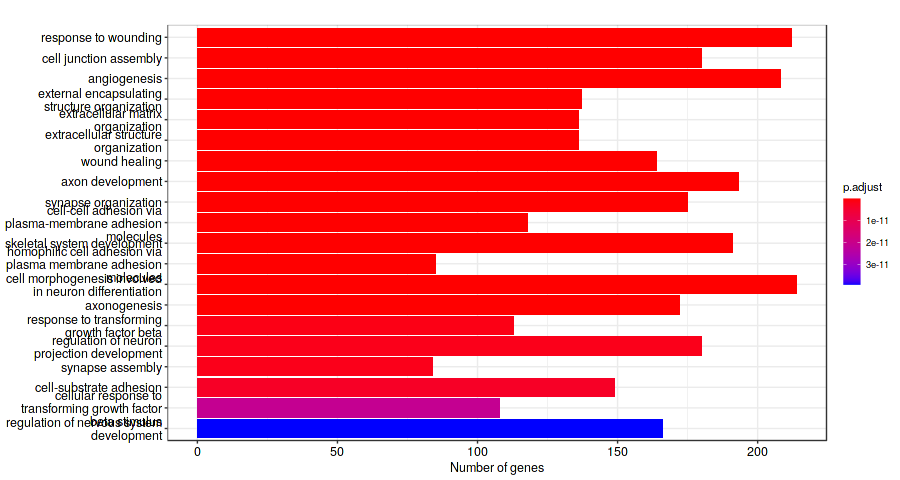 response to wounding
cell junction assembly
angiogenesis
external encapsulating
structure organization
extracellular matrix
organization
extracellular structure
organization
wound healing
axon development
synapse organization
cell-cell adhesion via
plasma-membrane adhesion
molecules
skeletal system development
homophilic cell adhesion via
plasma membrane adhesion
molecules
cell morphogenesis involved
in neuron differentiation
axonogenesis
response to transforming
growth factor beta
regulation of neuron
projection development
synapse assembly
cell-substrate adhesion
cellular response to
transforming growth factor
beta stimulus
regulation of nervous system
development
0 50 100 150 200
Number of genes
p.adjust
1e-11
2e-11
3e-11